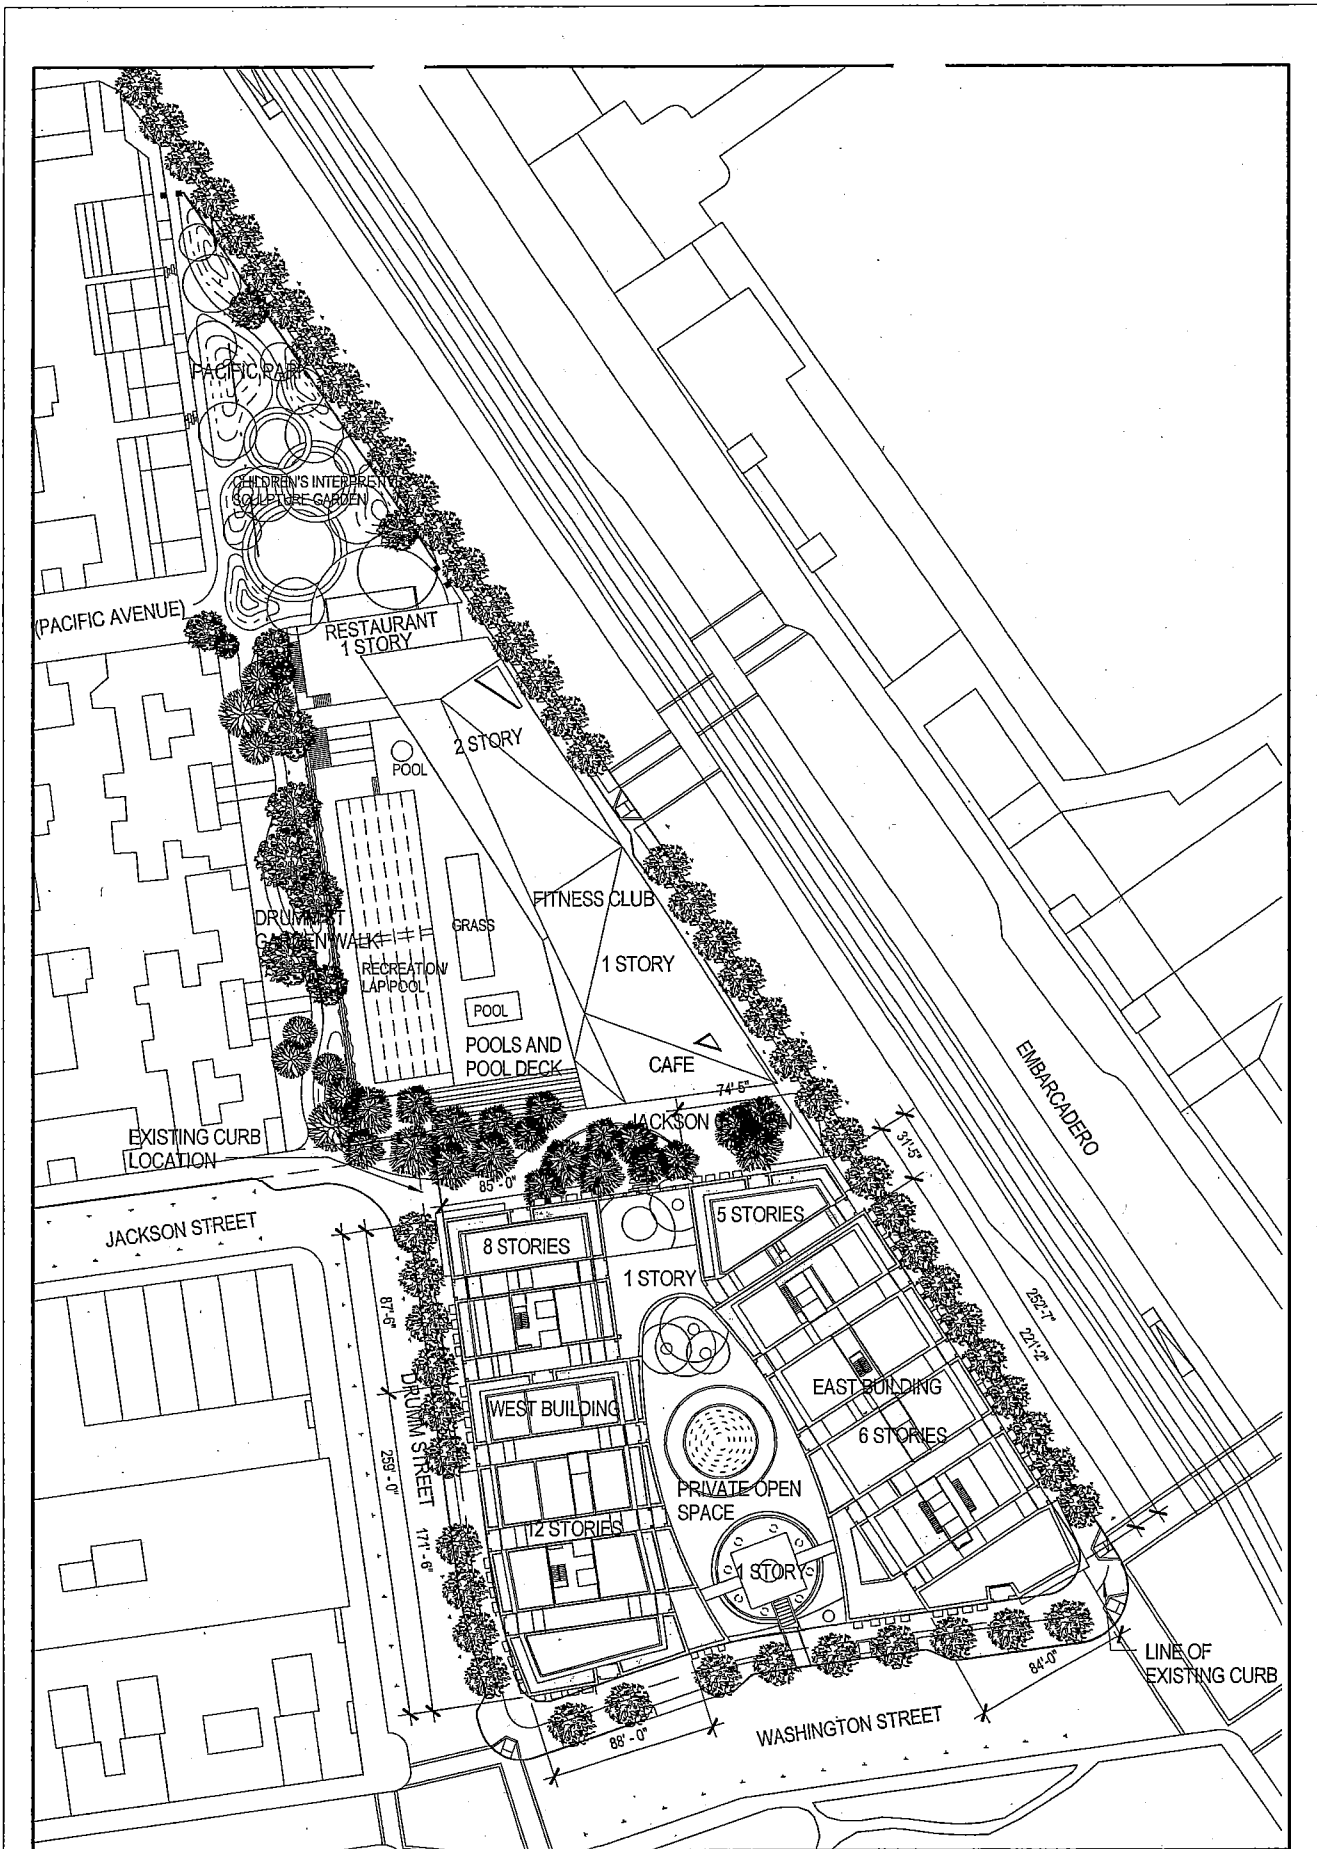 PACIFIC PARK
CHILDREN'S INTERPRETIVE
SCULPTURE GARDEN
(PACIFIC AVENUE)
RESTAURANT
1 STORY
2 STORY
POOL
FITNESS CLUB
DRUMM ST
GARDEN WALK
GRASS
1 STORY
RECREATION/
LAP POOL
POOL
POOLS AND
POOL DECK
CAFE
EMBARCADERO
74'-5"
JACKSON
31'-5"
EXISTING CURB
LOCATION
85'-0"
JACKSON STREET
8 STORIES
5 STORIES
1 STORY
87'-6"
252'-7"
221'-2"
DRUMM STREET
WEST BUILDING
EAST BUILDING
6 STORIES
259'-0"
PRIVATE OPEN
SPACE
12 STORIES
171'-6"
1 STORY
LINE OF
EXISTING CURB
84'-0"
88'-0"
WASHINGTON STREET